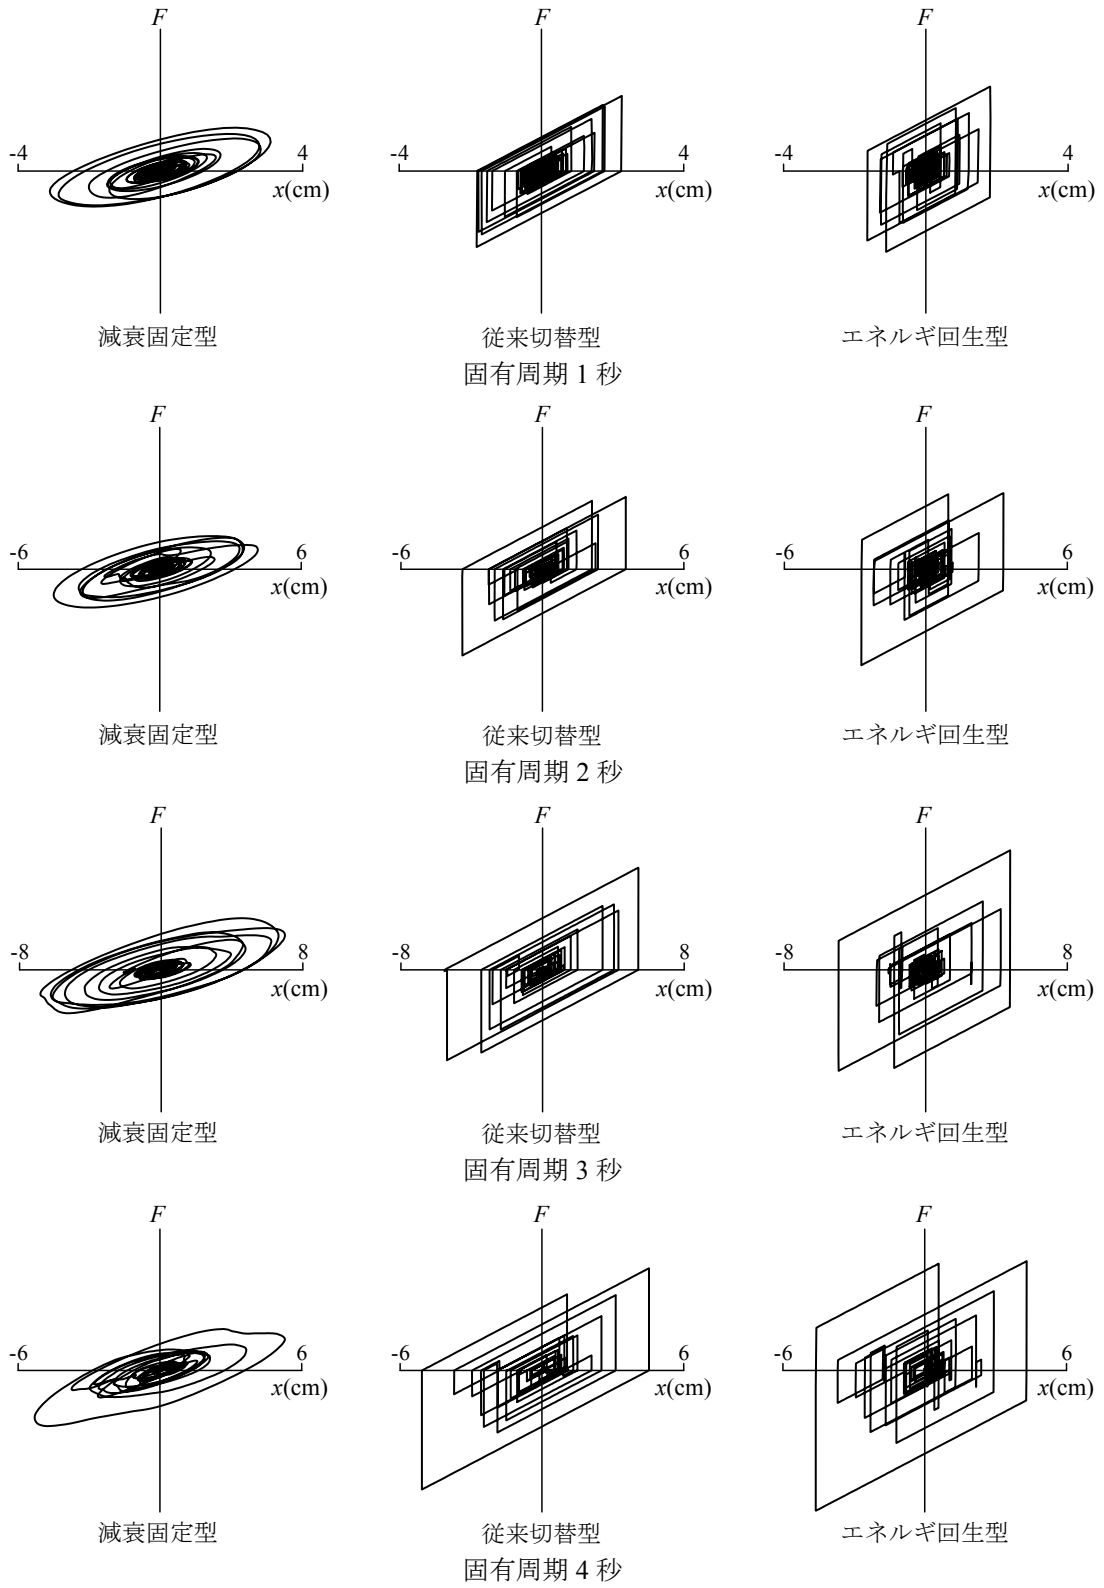 F F F
-4 4 -4 4 -4 4
x(cm) x(cm) x(cm)
減衰固定型 従来切替型 エネルギ回生型
固有周期 1 秒
F F F
-6 6 -6 6 -6 6
x(cm) x(cm) x(cm)
減衰固定型 従来切替型 エネルギ回生型
固有周期 2 秒
F F F
-8 8 -8 8 -8 8
x(cm) x(cm) x(cm)
減衰固定型 従来切替型 エネルギ回生型
固有周期 3 秒
F F F
-6 6 -6 6 -6 6
x(cm) x(cm) x(cm)
減衰固定型 従来切替型 エネルギ回生型
固有周期 4 秒